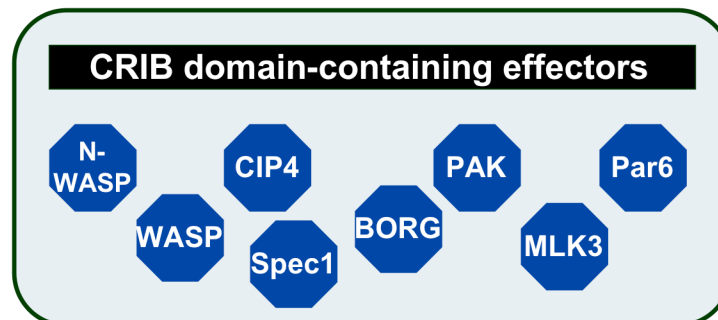 CRIB domain-containing effectors
N-
WASP
CIP4
PAK
Par6
WASP
BORG
Spec1
MLK3